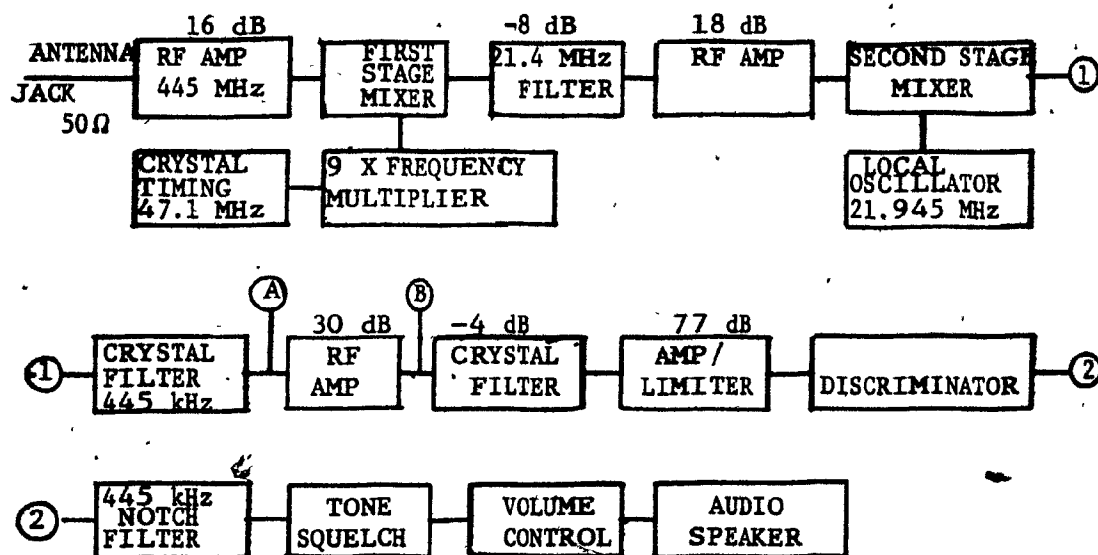 16 dB
-8 dB
18 dB
ANTENNA
JACK
50Ω
RF AMP
445 MHz
FIRST
STAGE
MIXER
21.4 MHz
FILTER
RF AMP
SECOND STAGE
MIXER
1
CRYSTAL
TIMING
47.1 MHz
9 X FREQUENCY
MULTIPLIER
LOCAL
OSCILLATOR
21.945 MHz
A
B
30 dB
-4 dB
77 dB
1
CRYSTAL
FILTER
445 kHz
RF
AMP
CRYSTAL
FILTER
AMP/
LIMITER
DISCRIMINATOR
2
2
445 kHz
NOTCH
FILTER
TONE
SQUELCH
VOLUME
CONTROL
AUDIO
SPEAKER